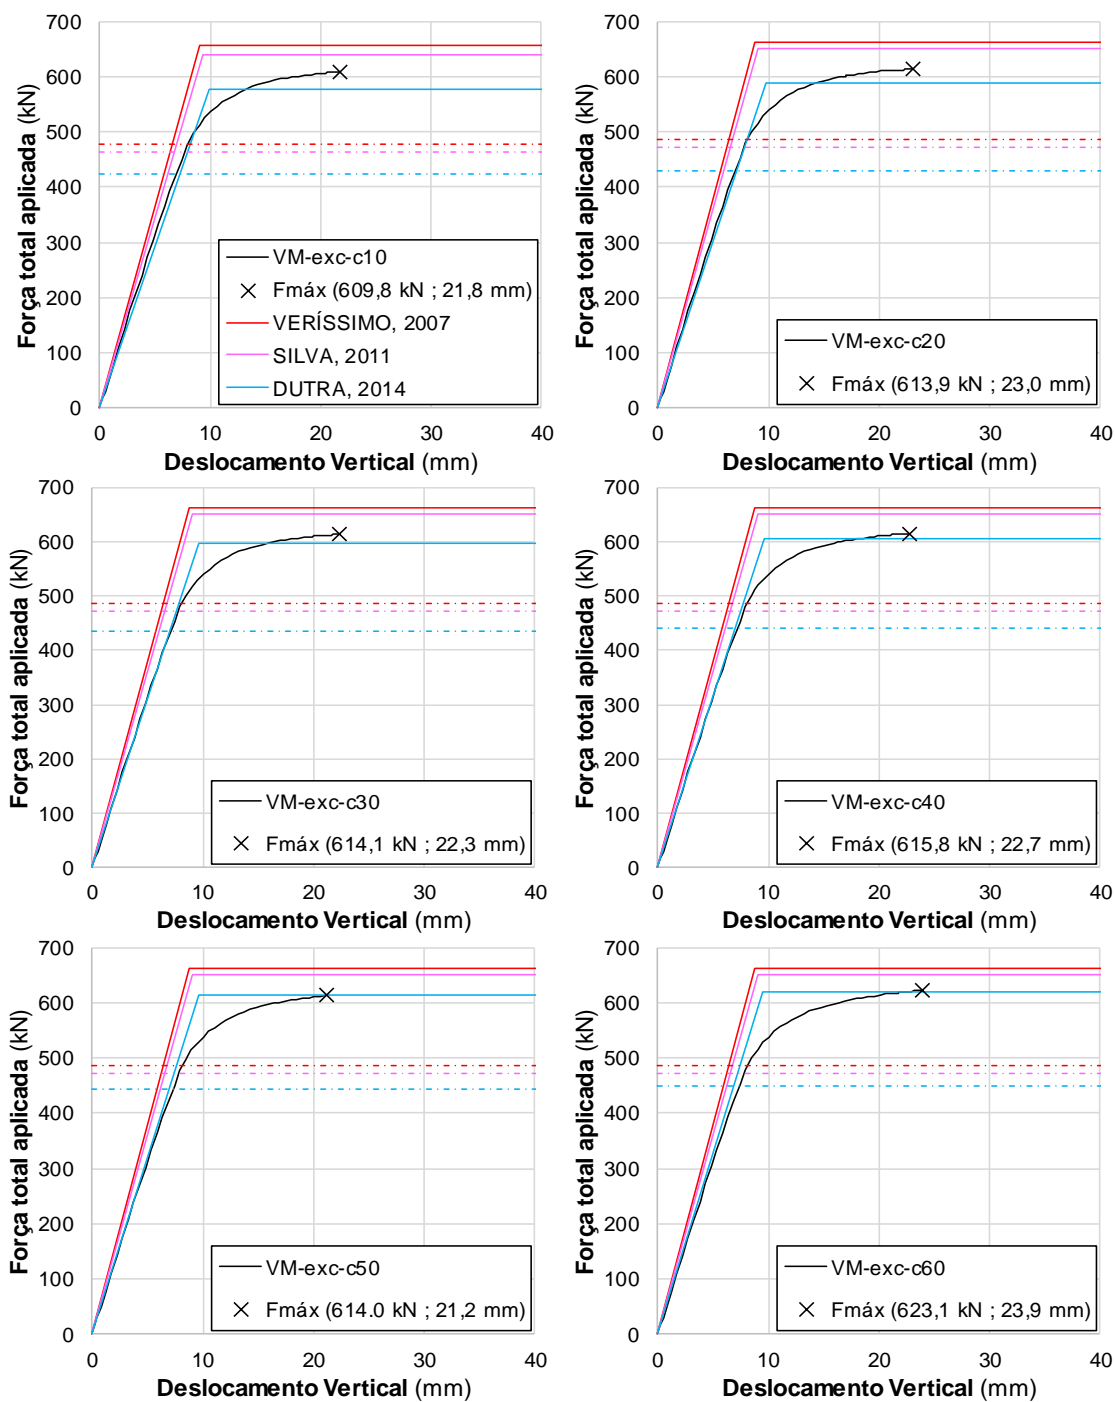 700
600
500
400
300
200
100
0
Força total aplicada (kN)
VM-exc-c10
Fmáx (609,8 kN ; 21,8 mm)
VERÍSSIMO, 2007
SILVA, 2011
DUTRA, 2014
0 10 20 30 40
Deslocamento Vertical (mm)
700
600
500
400
300
200
100
0
Força total aplicada (kN)
VM-exc-c20
Fmáx (613,9 kN ; 23,0 mm)
0 10 20 30 40
Deslocamento Vertical (mm)
700
600
500
400
300
200
100
0
Força total aplicada (kN)
VM-exc-c30
Fmáx (614,1 kN ; 22,3 mm)
0 10 20 30 40
Deslocamento Vertical (mm)
700
600
500
400
300
200
100
0
Força total aplicada (kN)
VM-exc-c40
Fmáx (615,8 kN ; 22,7 mm)
0 10 20 30 40
Deslocamento Vertical (mm)
700
600
500
400
300
200
100
0
Força total aplicada (kN)
VM-exc-c50
Fmáx (614.0 kN ; 21,2 mm)
0 10 20 30 40
Deslocamento Vertical (mm)
700
600
500
400
300
200
100
0
Força total aplicada (kN)
VM-exc-c60
Fmáx (623,1 kN ; 23,9 mm)
0 10 20 30 40
Deslocamento Vertical (mm)